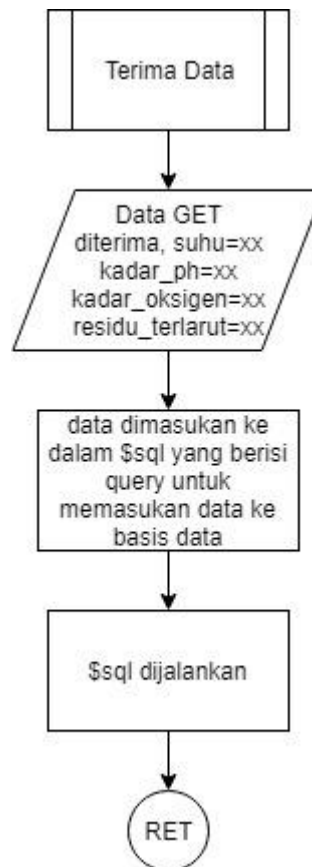 Terima Data
Data GET
diterima, suhu=xx
kadar_ph=xx
kadar_oksigen=xx
residu_terlarut=xx
data dimasukan ke
dalam $sql yang berisi
query untuk
memasukan data ke
basis data
$sql dijalankan
RET